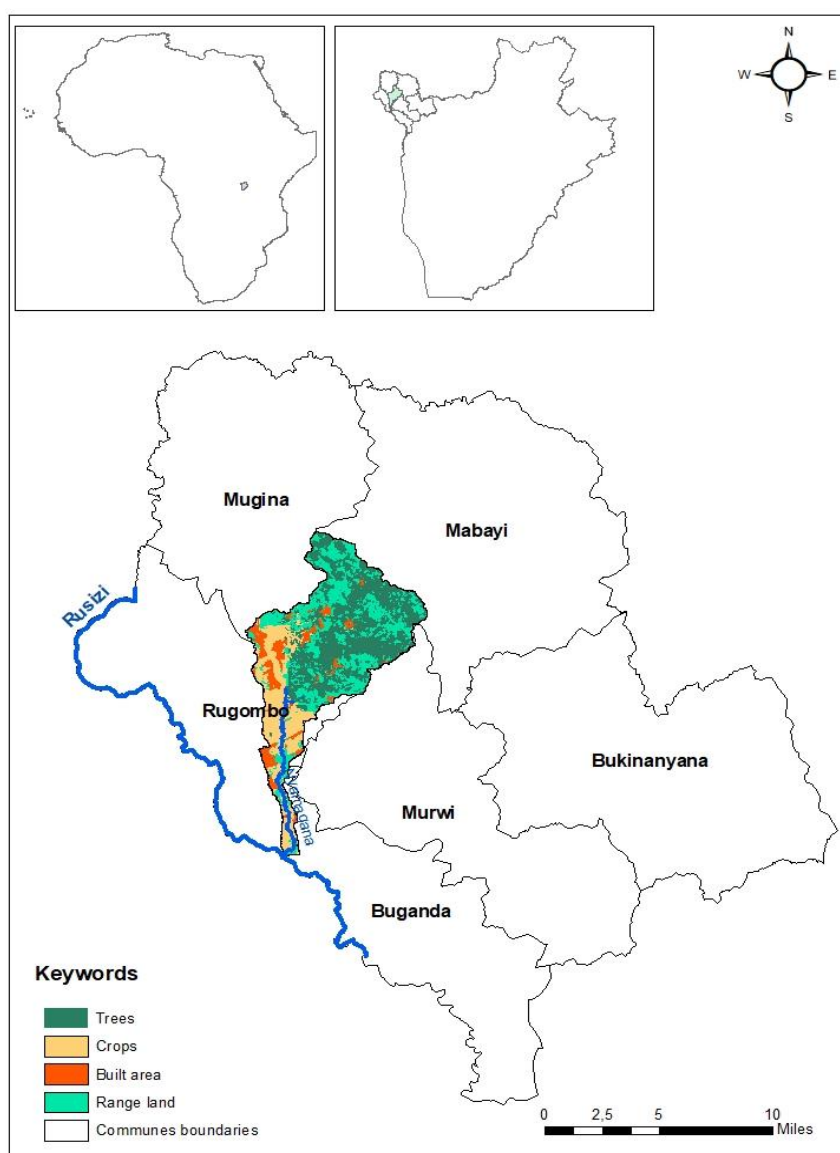 N
W
E
S
Mugina
Mabayi
Rusizi
Rugombo
Bukinanyana
Murwi
Buganda
Keywords
Trees
Crops
Built area
Range land
Communes boundaries
0 2,5 5 10
Miles